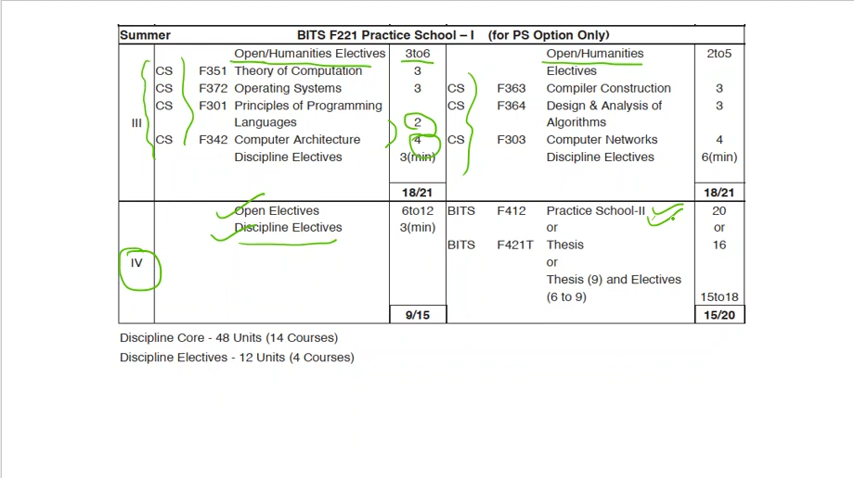 Summer BITS F221 Practice School – I (for PS Option Only)
Open/Humanities Electives 3to6 Open/Humanities 2to5
CS F351 Theory of Computation 3 Electives
CS F372 Operating Systems 3 CS F363 Compiler Construction 3
CS F301 Principles of Programming CS F364 Design & Analysis of 3
III Languages 2 Algorithms
CS F342 Computer Architecture 4 CS F303 Computer Networks 4
Discipline Electives 3(min) Discipline Electives 6(min)
18/21 18/21
Open Electives 6to12 BITS F412 Practice School-II 20
Discipline Electives 3(min) or or
BITS F421T Thesis 16
IV or
Thesis (9) and Electives
(6 to 9) 15to18
9/15 15/20
Discipline Core - 48 Units (14 Courses)
Discipline Electives - 12 Units (4 Courses)